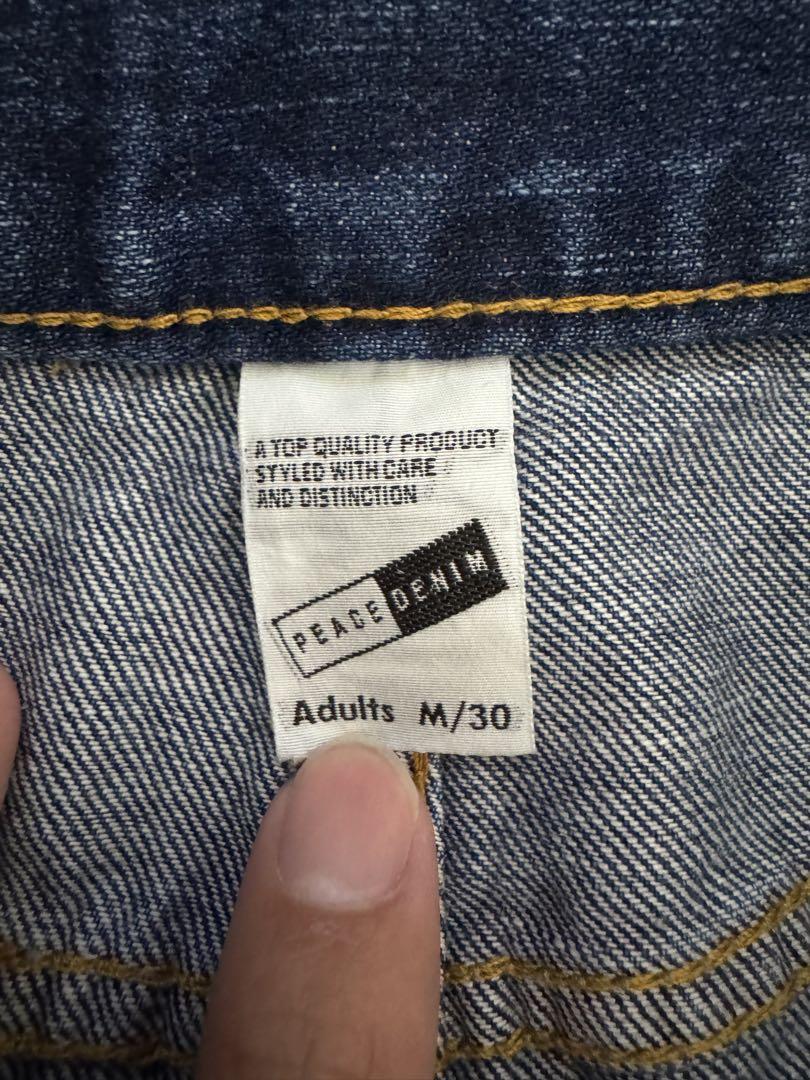 A TOP QUALITY PRODUCT
STYLED WITH CARE
AND DISTINCTION
PEACE DENIM
Adults M/30